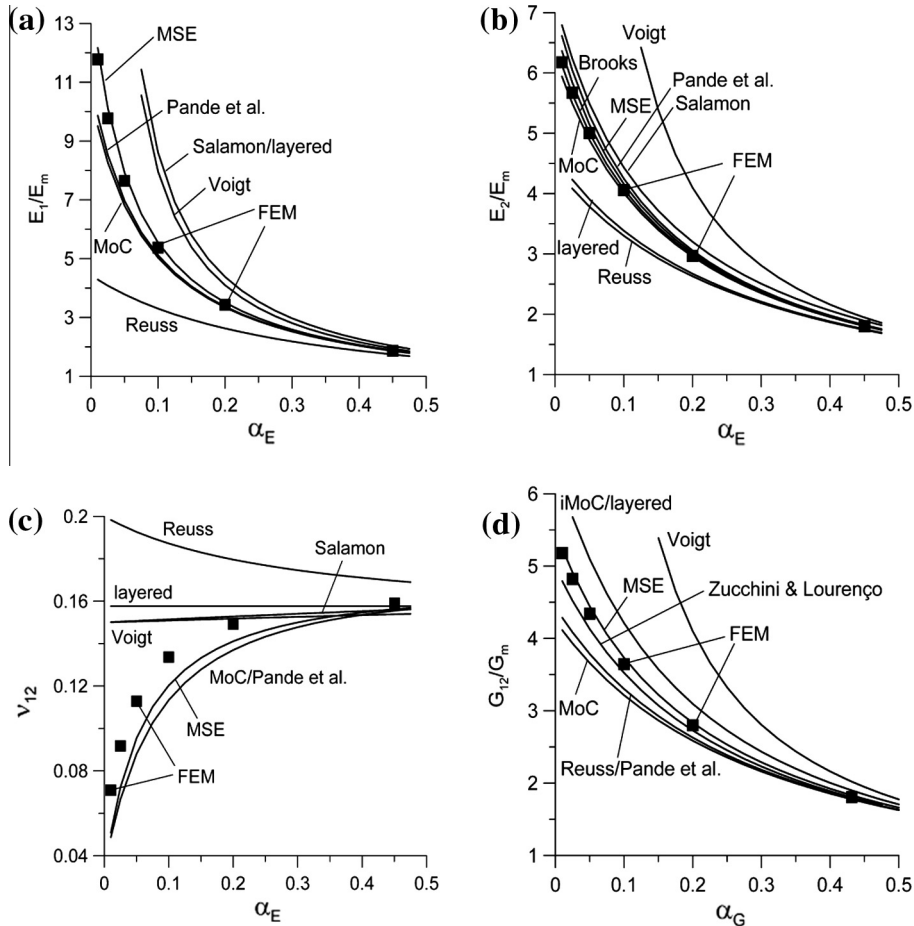 (a)
13
11
9
7
5
3
1
E1/Em
MSE
Pande et al.
Salamon/layered
Voigt
MoC
FEM
Reuss
0 0.1 0.2 0.3 0.4 0.5
αE
(b)
7
6
5
4
3
2
1
E2/Em
Voigt
Brooks
Pande et al.
MSE
Salamon
MoC
FEM
layered
Reuss
0 0.1 0.2 0.3 0.4 0.5
αE
(c)
0.2
0.16
0.12
0.08
0.04
ν12
Reuss
Salamon
layered
Voigt
MoC/Pande et al.
MSE
FEM
0 0.1 0.2 0.3 0.4 0.5
αE
(d)
6
5
4
3
2
1
G12/Gm
iMoC/layered
Voigt
MSE
Zucchini & Lourenço
FEM
MoC
Reuss/Pande et al.
0 0.1 0.2 0.3 0.4 0.5
αG